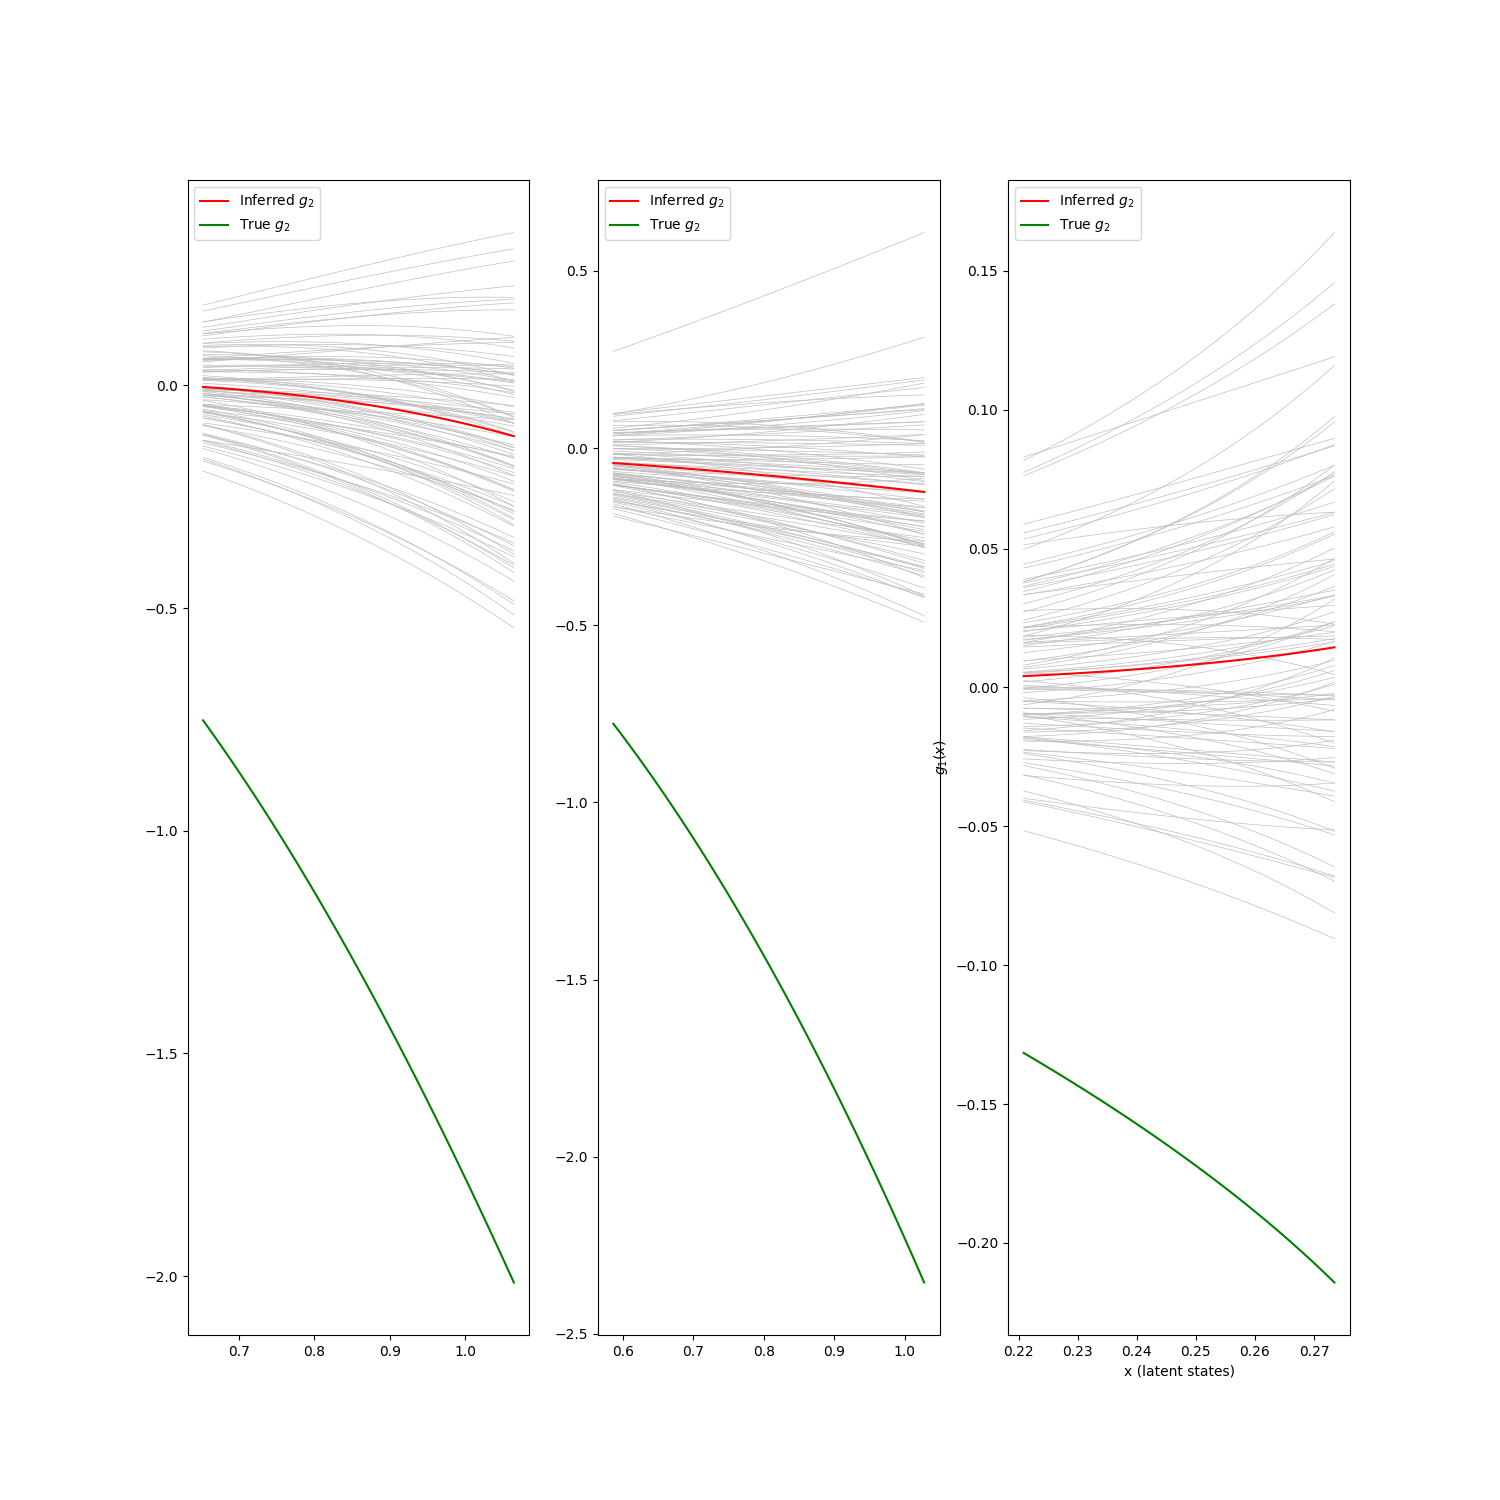 Inferred g₂
True g₂
0.0
−0.5
−1.0
−1.5
−2.0
0.7 0.8 0.9 1.0
Inferred g₂
True g₂
0.5
0.0
−0.5
−1.0
−1.5
−2.0
−2.5
0.6 0.7 0.8 0.9 1.0
Inferred g₂
True g₂
g₁(x)
0.15
0.10
0.05
0.00
−0.05
−0.10
−0.15
−0.20
0.22 0.23 0.24 0.25 0.26 0.27
x (latent states)